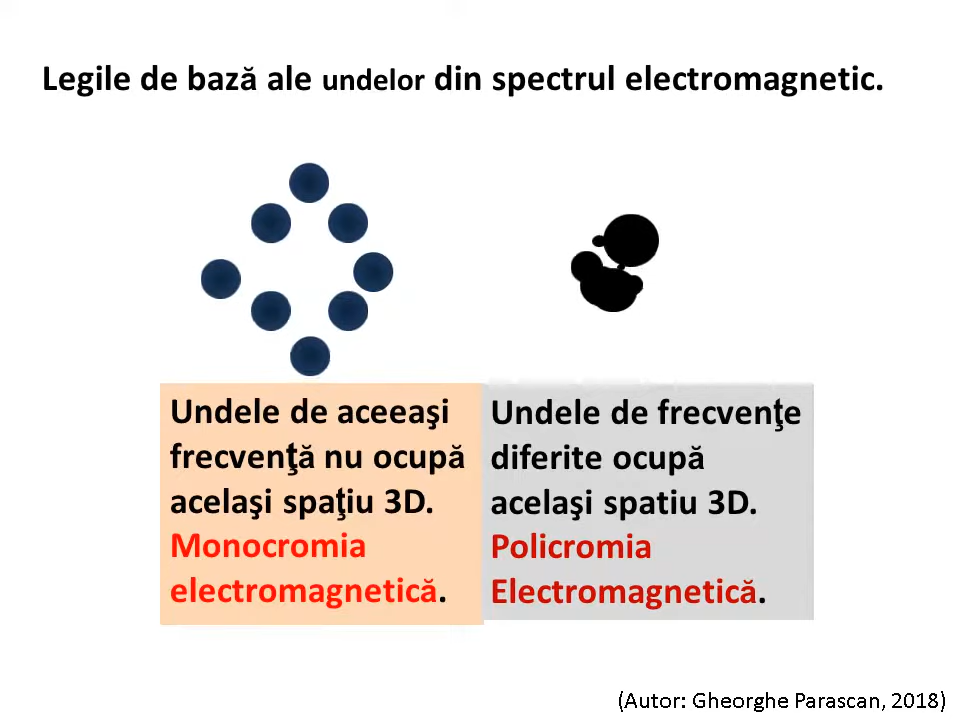 Legile de bază ale undelor din spectrul electromagnetic.
Undele de aceeaşi
frecvenţă nu ocupă
acelaşi spaţiu 3D.
Monocromia
electromagnetică.
Undele de frecvenţe
diferite ocupă
acelaşi spatiu 3D.
Policromia
Electromagnetică.
(Autor: Gheorghe Parascan, 2018)